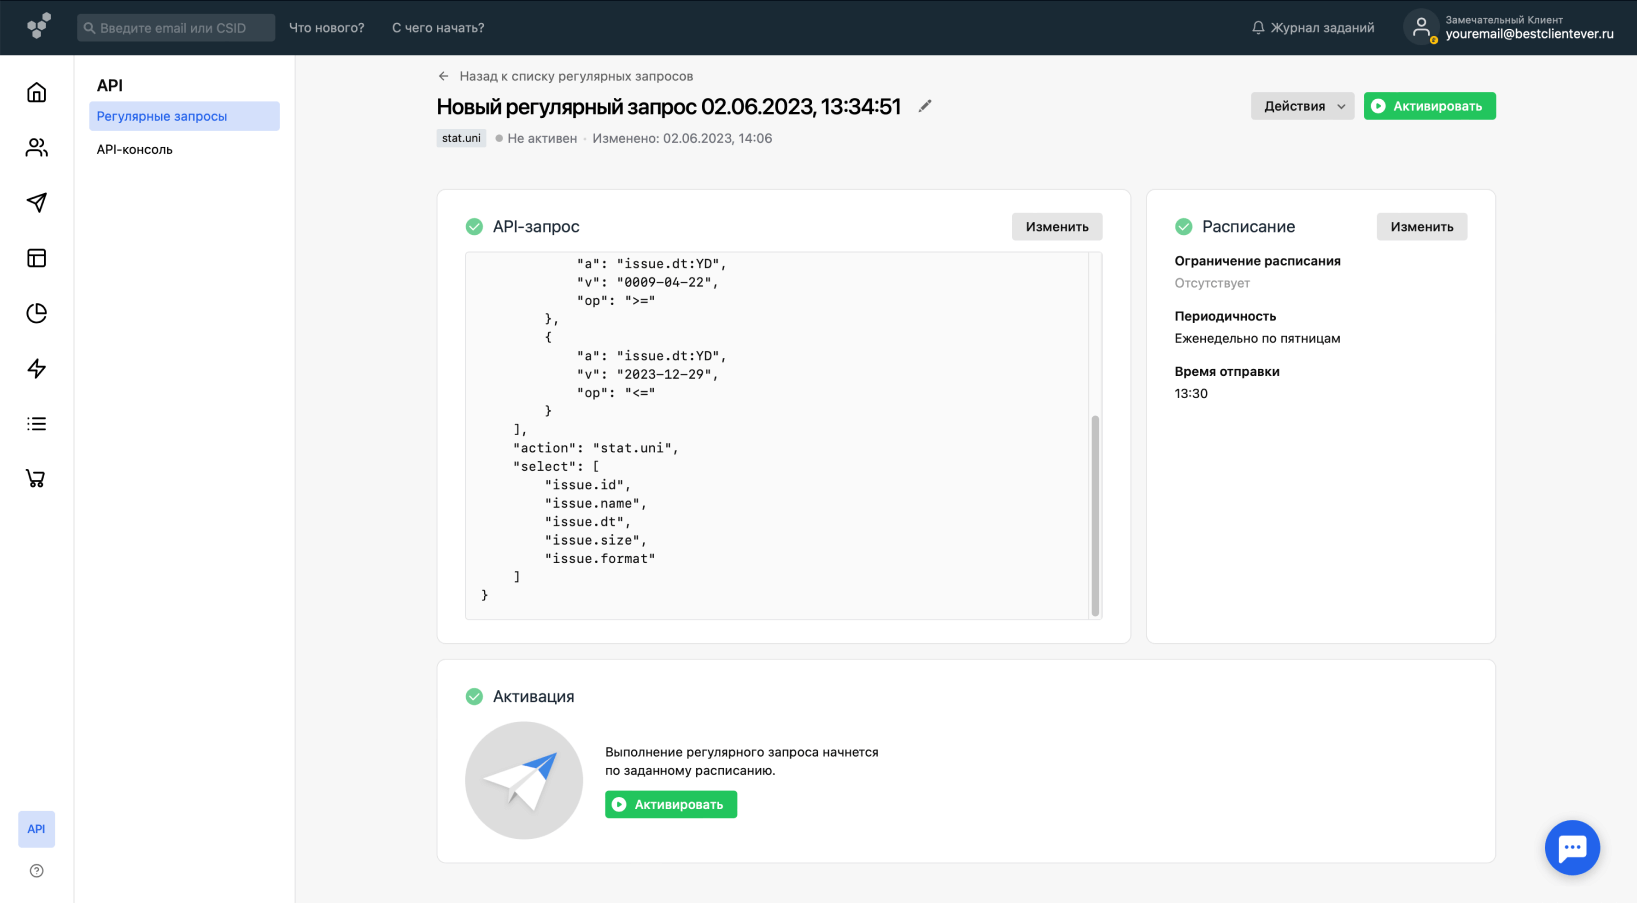 Введите email или CSID
Что нового?
С чего начать?
Журнал заданий
Замечательный Клиент
youremail@bestclientever.ru
API
Регулярные запросы
API-консоль
API
Назад к списку регулярных запросов
Новый регулярный запрос 02.06.2023, 13:34:51
Действия
Активировать
stat.uni
Не активен · Изменено: 02.06.2023, 14:06
API-запрос
Изменить
"a": "issue.dt:YD",
"v": "0009-04-22",
"op": ">="
},
{
"a": "issue.dt:YD",
"v": "2023-12-29",
"op": "<="
}
],
"action": "stat.uni",
"select": [
"issue.id",
"issue.name",
"issue.dt",
"issue.size",
"issue.format"
]
}
Расписание
Изменить
Ограничение расписания
Отсутствует
Периодичность
Еженедельно по пятницам
Время отправки
13:30
Активация
Выполнение регулярного запроса начнется
по заданному расписанию.
Активировать